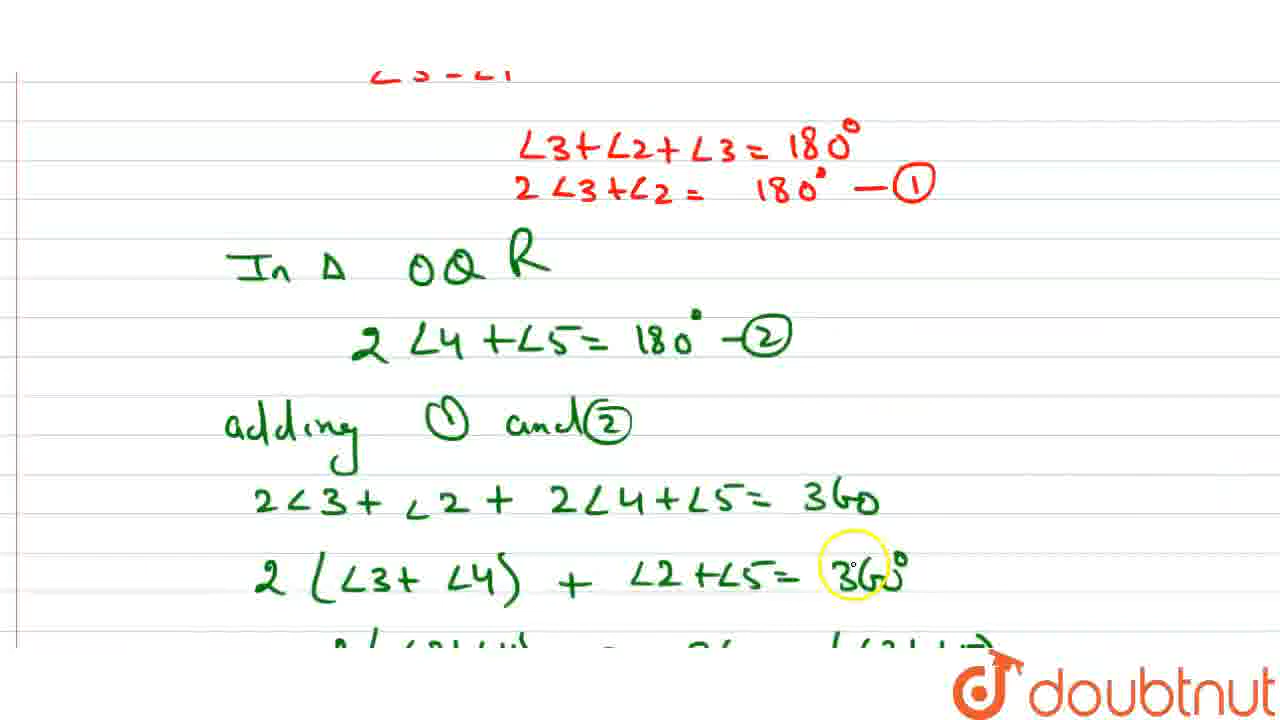 ∠3+∠2+∠3= 180°
2∠3+∠2= 180° — ①
In Δ OQR
2∠4+∠5= 180° - ②
adding ① and ②
2∠3+∠2+ 2∠4+∠5= 360
2(∠3+∠4) + ∠2+∠5= 360°
doubtnut